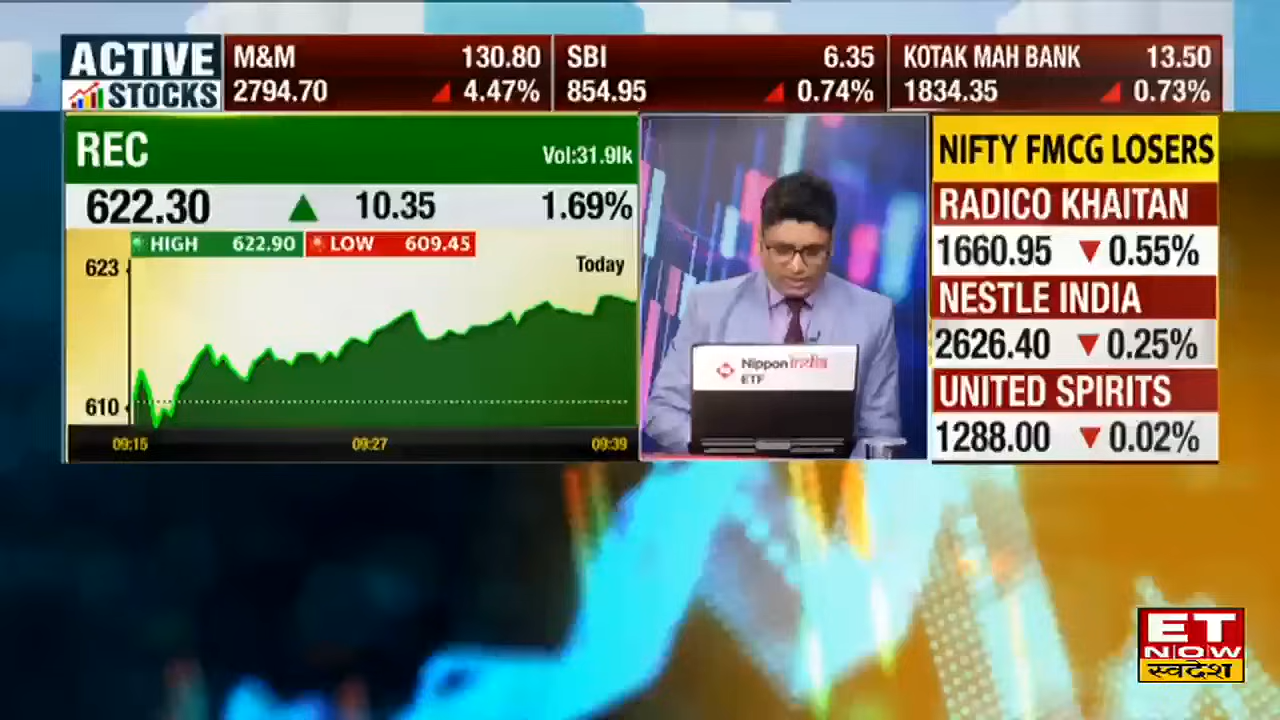 ACTIVE
STOCKS
M&M 130.80
2794.70 4.47%
SBI 6.35
854.95 0.74%
KOTAK MAH BANK 13.50
1834.35 0.73%
REC
Vol:31.9lk
622.30 10.35 1.69%
HIGH 622.90 LOW 609.45
Today
623
610
09:15 09:27 09:39
Nippon india
ETF
NIFTY FMCG LOSERS
RADICO KHAITAN
1660.95 0.55%
NESTLE INDIA
2626.40 0.25%
UNITED SPIRITS
1288.00 0.02%
ET
NOW
स्वदेश